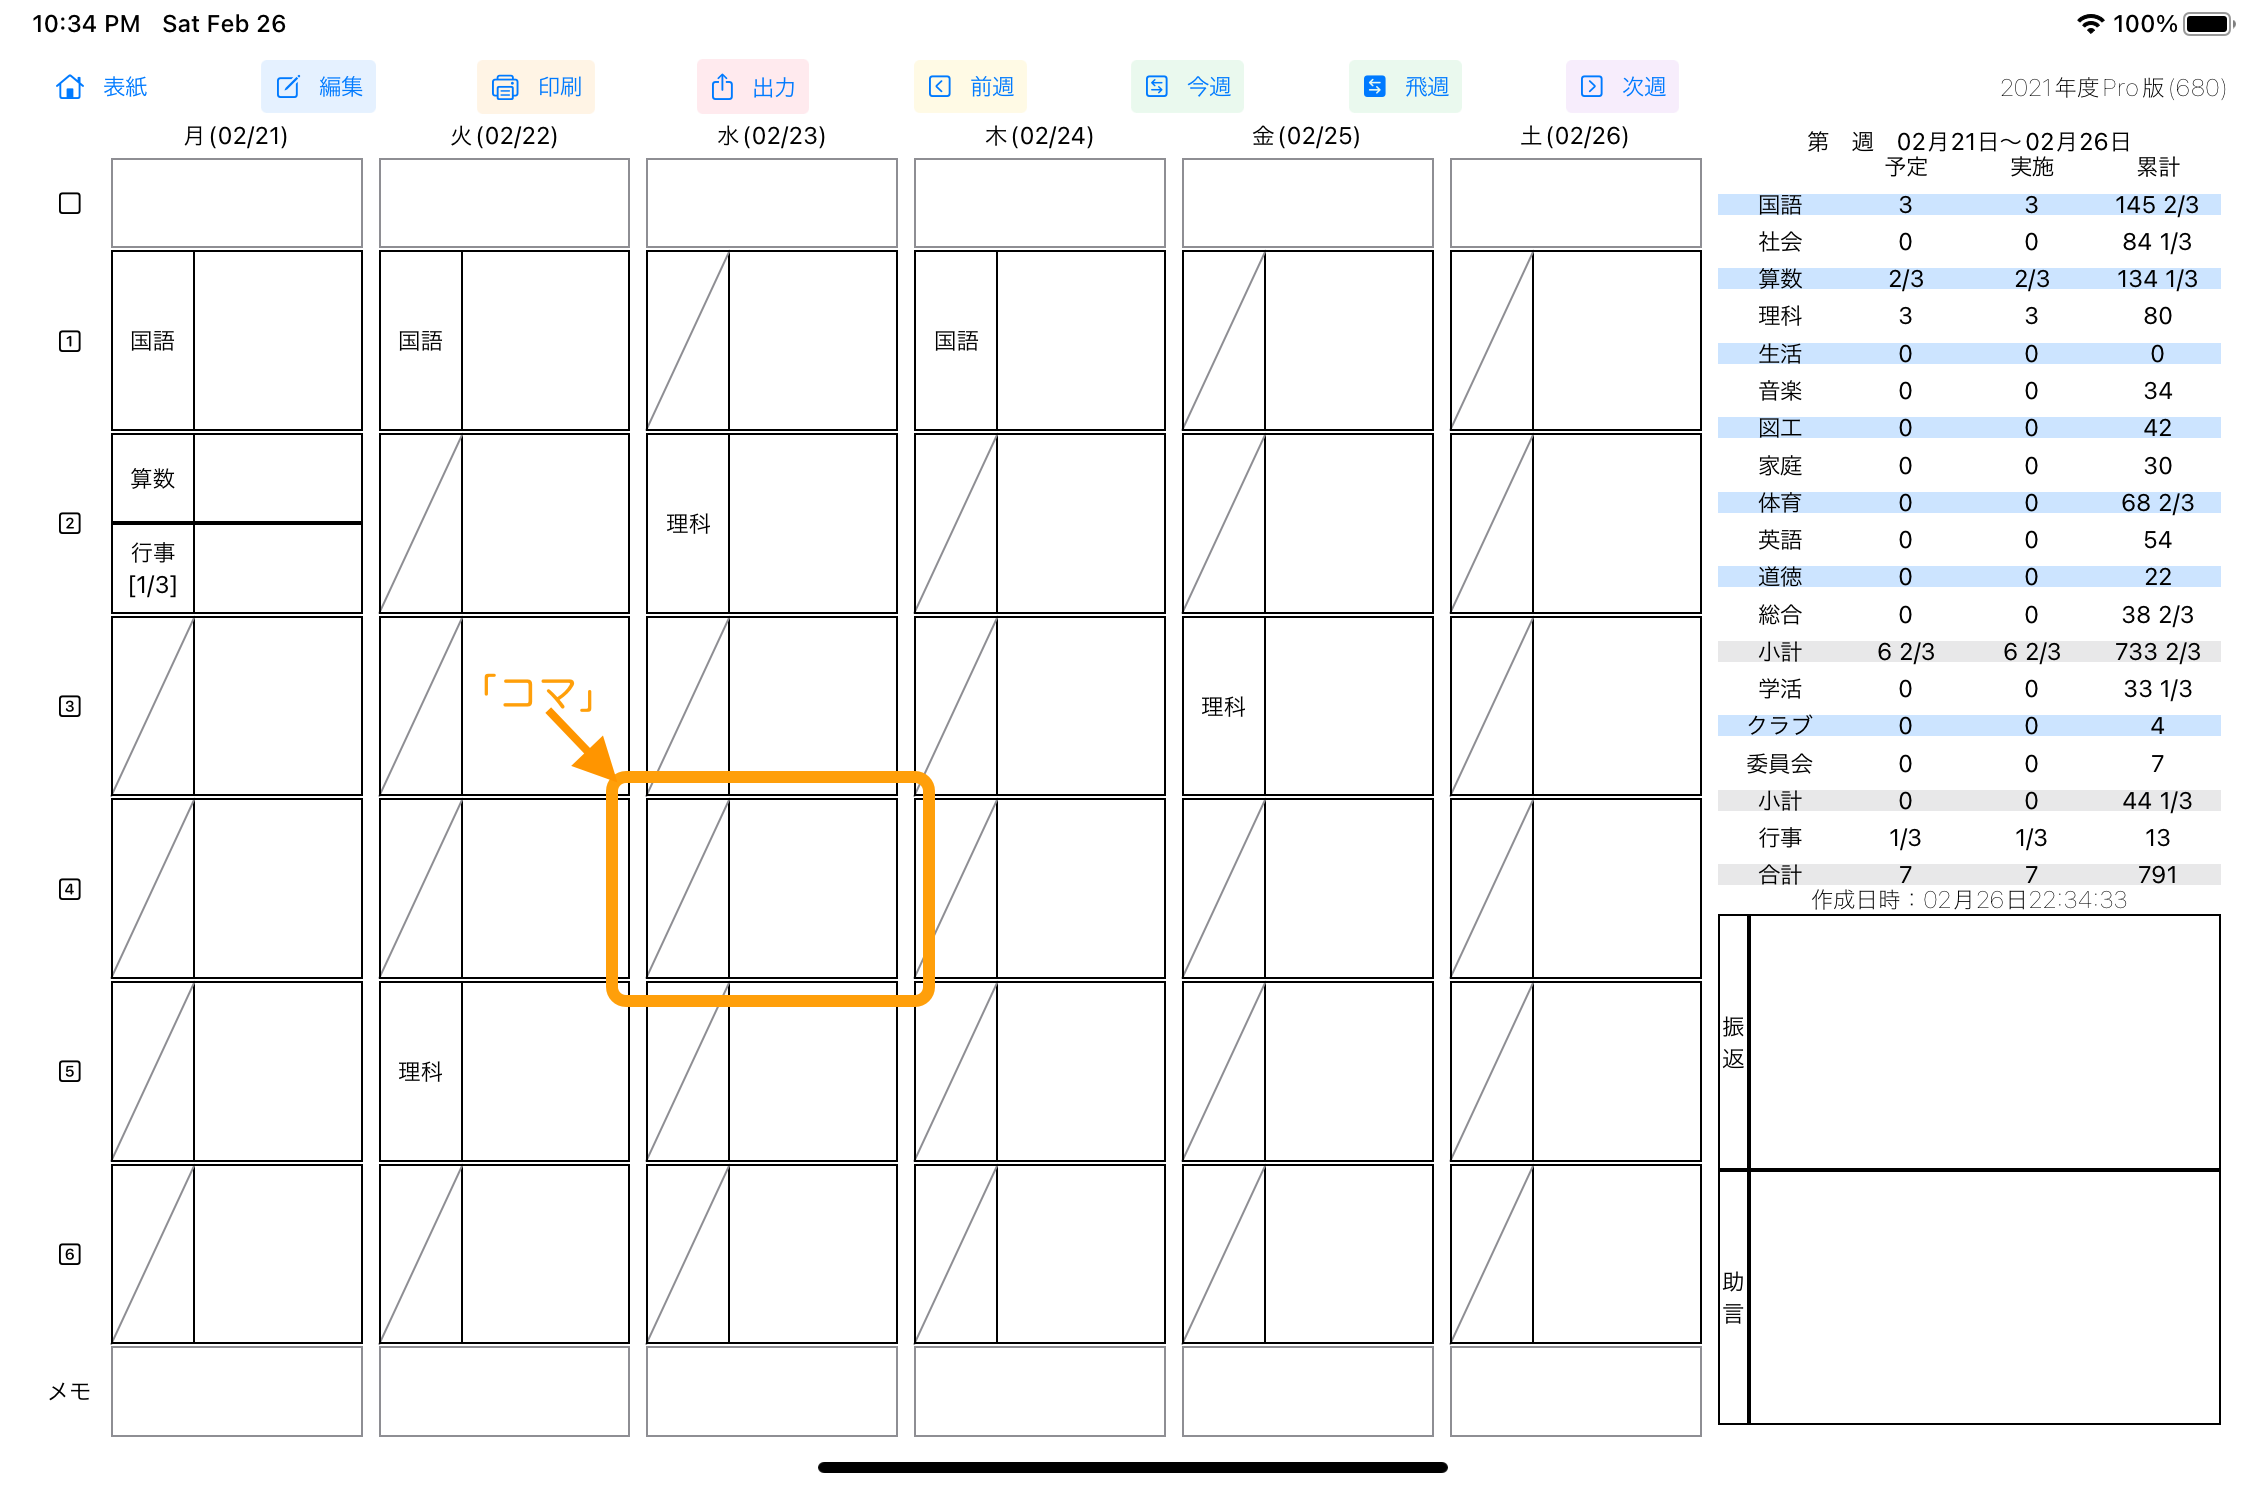 10:34 PM Sat Feb 26 100%
表紙 編集 印刷 出力 前週 今週 飛週 次週 2021年度Pro版(680)
月(02/21) 火(02/22) 水(02/23) 木(02/24) 金(02/25) 土(02/26)
1 国語 国語 国語
2 算数 理科
行事
[1/3]
3 理科
「コマ」
4
5 理科
6
メモ
第 週 02月21日〜02月26日
予定 実施 累計
国語 3 3 145 2/3
社会 0 0 84 1/3
算数 2/3 2/3 134 1/3
理科 3 3 80
生活 0 0 0
音楽 0 0 34
図工 0 0 42
家庭 0 0 30
体育 0 0 68 2/3
英語 0 0 54
道徳 0 0 22
総合 0 0 38 2/3
小計 6 2/3 6 2/3 733 2/3
学活 0 0 33 1/3
クラブ 0 0 4
委員会 0 0 7
小計 0 0 44 1/3
行事 1/3 1/3 13
合計 7 7 791
作成日時：02月26日22:34:33
振返
助言